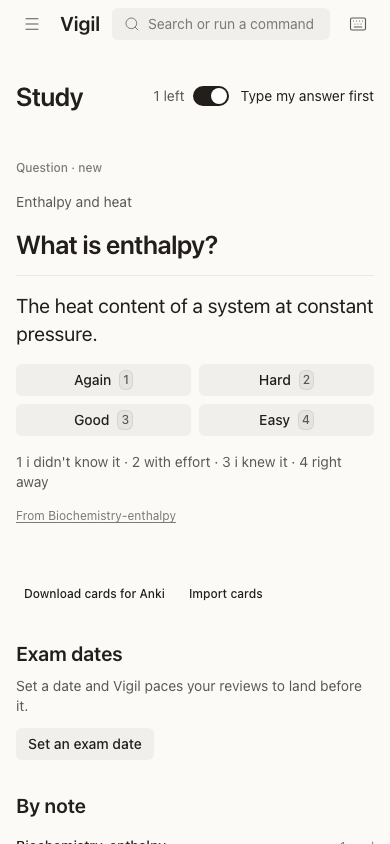 Vigil
Search or run a command
Study
1 left
Type my answer first
Question · new
Enthalpy and heat
What is enthalpy?
The heat content of a system at constant
pressure.
Again 1
Hard 2
Good 3
Easy 4
1 i didn't know it · 2 with effort · 3 i knew it · 4 right
away
From Biochemistry-enthalpy
Download cards for Anki
Import cards
Exam dates
Set a date and Vigil paces your reviews to land before
it.
Set an exam date
By note
Biochemistry-enthalpy